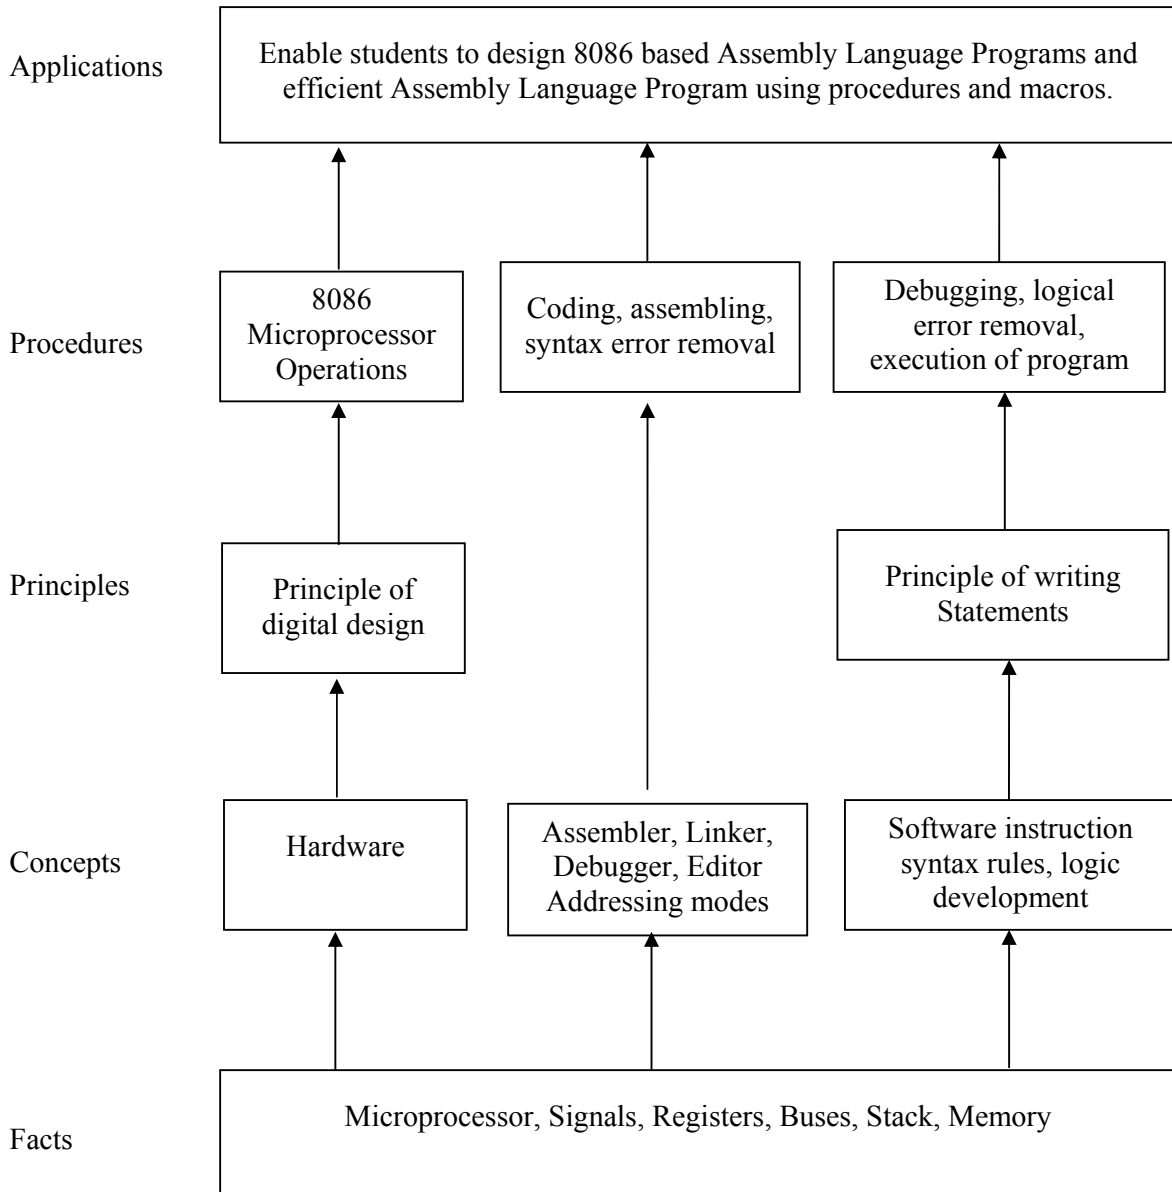 Applications
Enable students to design 8086 based Assembly Language Programs and
efficient Assembly Language Program using procedures and macros.
Procedures
8086
Microprocessor
Operations
Coding, assembling,
syntax error removal
Debugging, logical
error removal,
execution of program
Principles
Principle of
digital design
Principle of writing
Statements
Concepts
Hardware
Assembler, Linker,
Debugger, Editor
Addressing modes
Software instruction
syntax rules, logic
development
Facts
Microprocessor, Signals, Registers, Buses, Stack, Memory